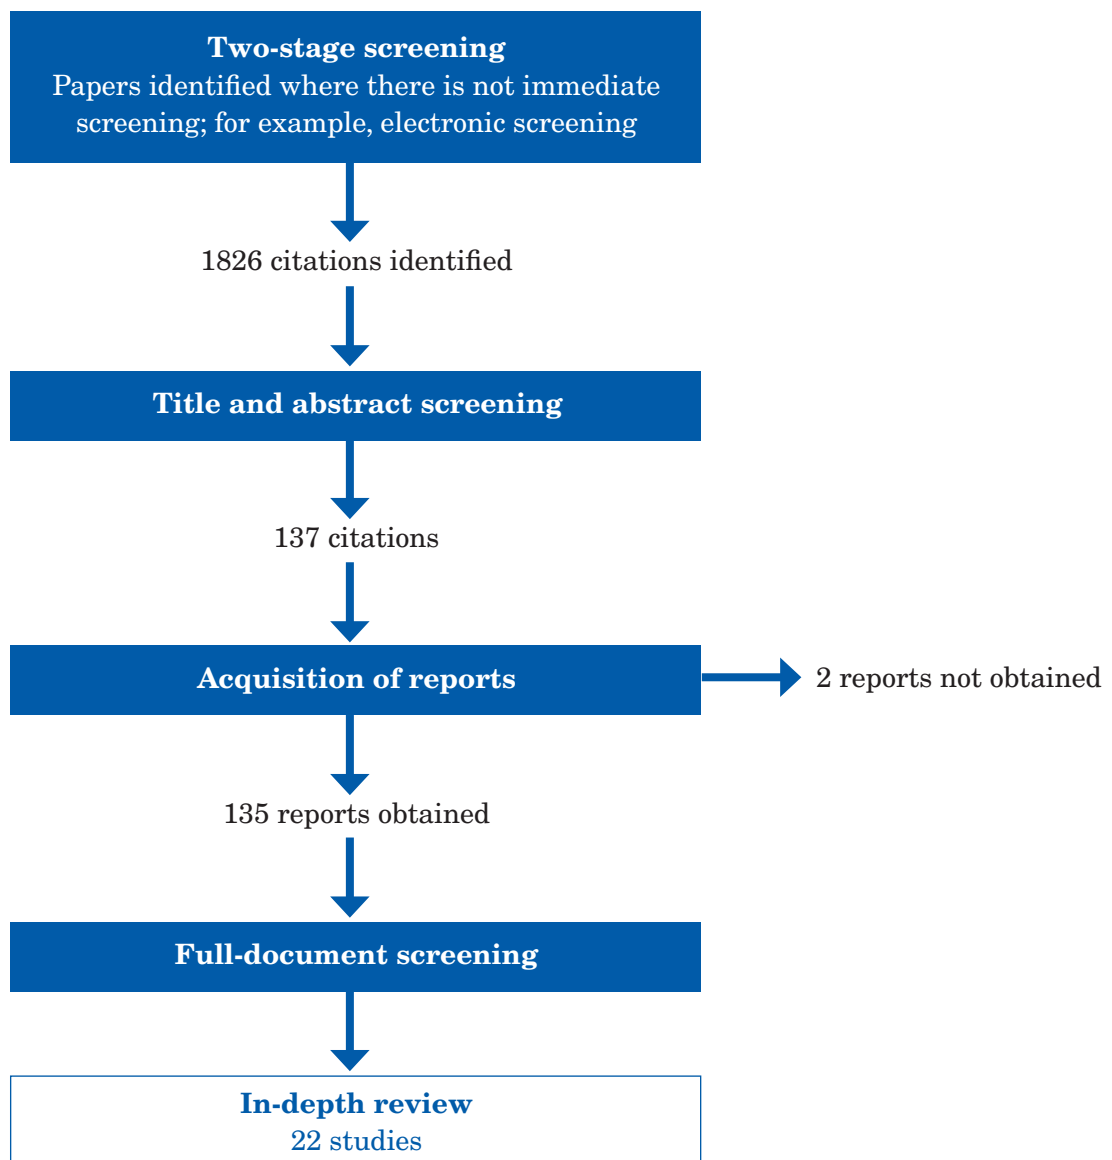 Two-stage screening
Papers identified where there is not immediate
screening; for example, electronic screening
1826 citations identified
Title and abstract screening
137 citations
Acquisition of reports
2 reports not obtained
135 reports obtained
Full-document screening
In-depth review
22 studies